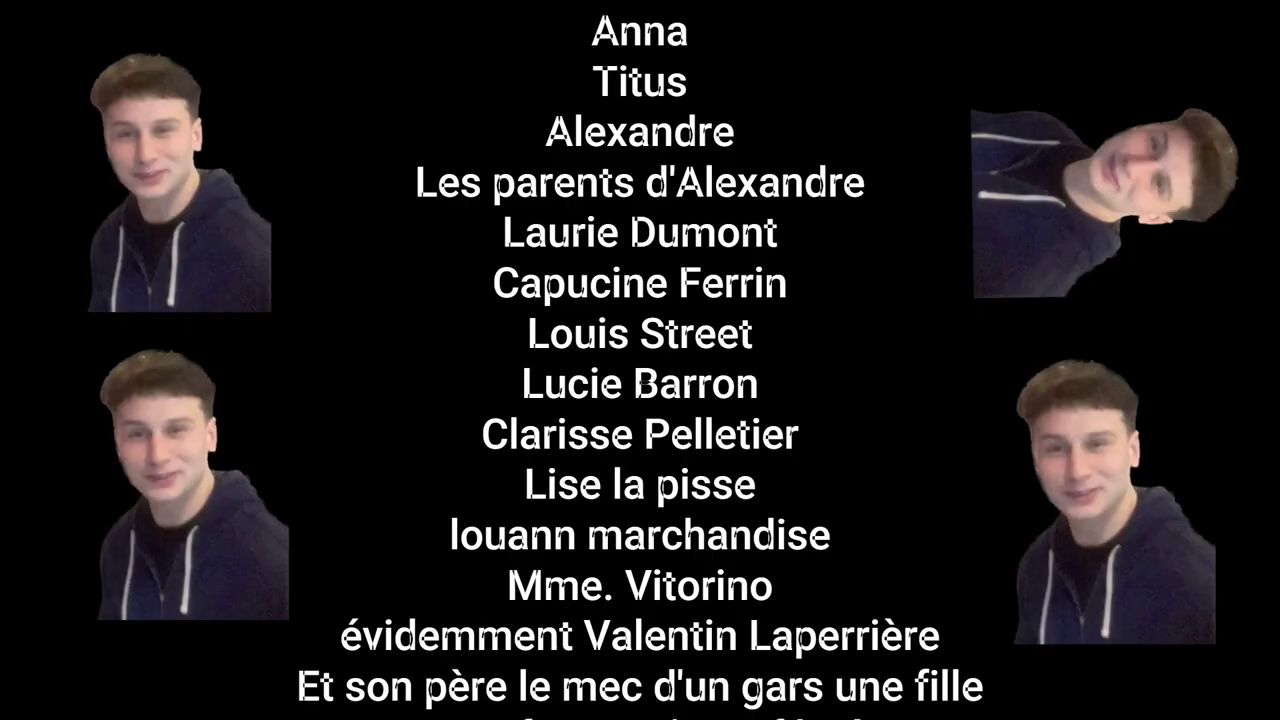 Anna
Titus
Alexandre
Les parents d'Alexandre
Laurie Dumont
Capucine Ferrin
Louis Street
Lucie Barron
Clarisse Pelletier
Lise la pisse
louann marchandise
Mme. Vitorino
évidemment Valentin Laperrière
Et son père le mec d'un gars une fille